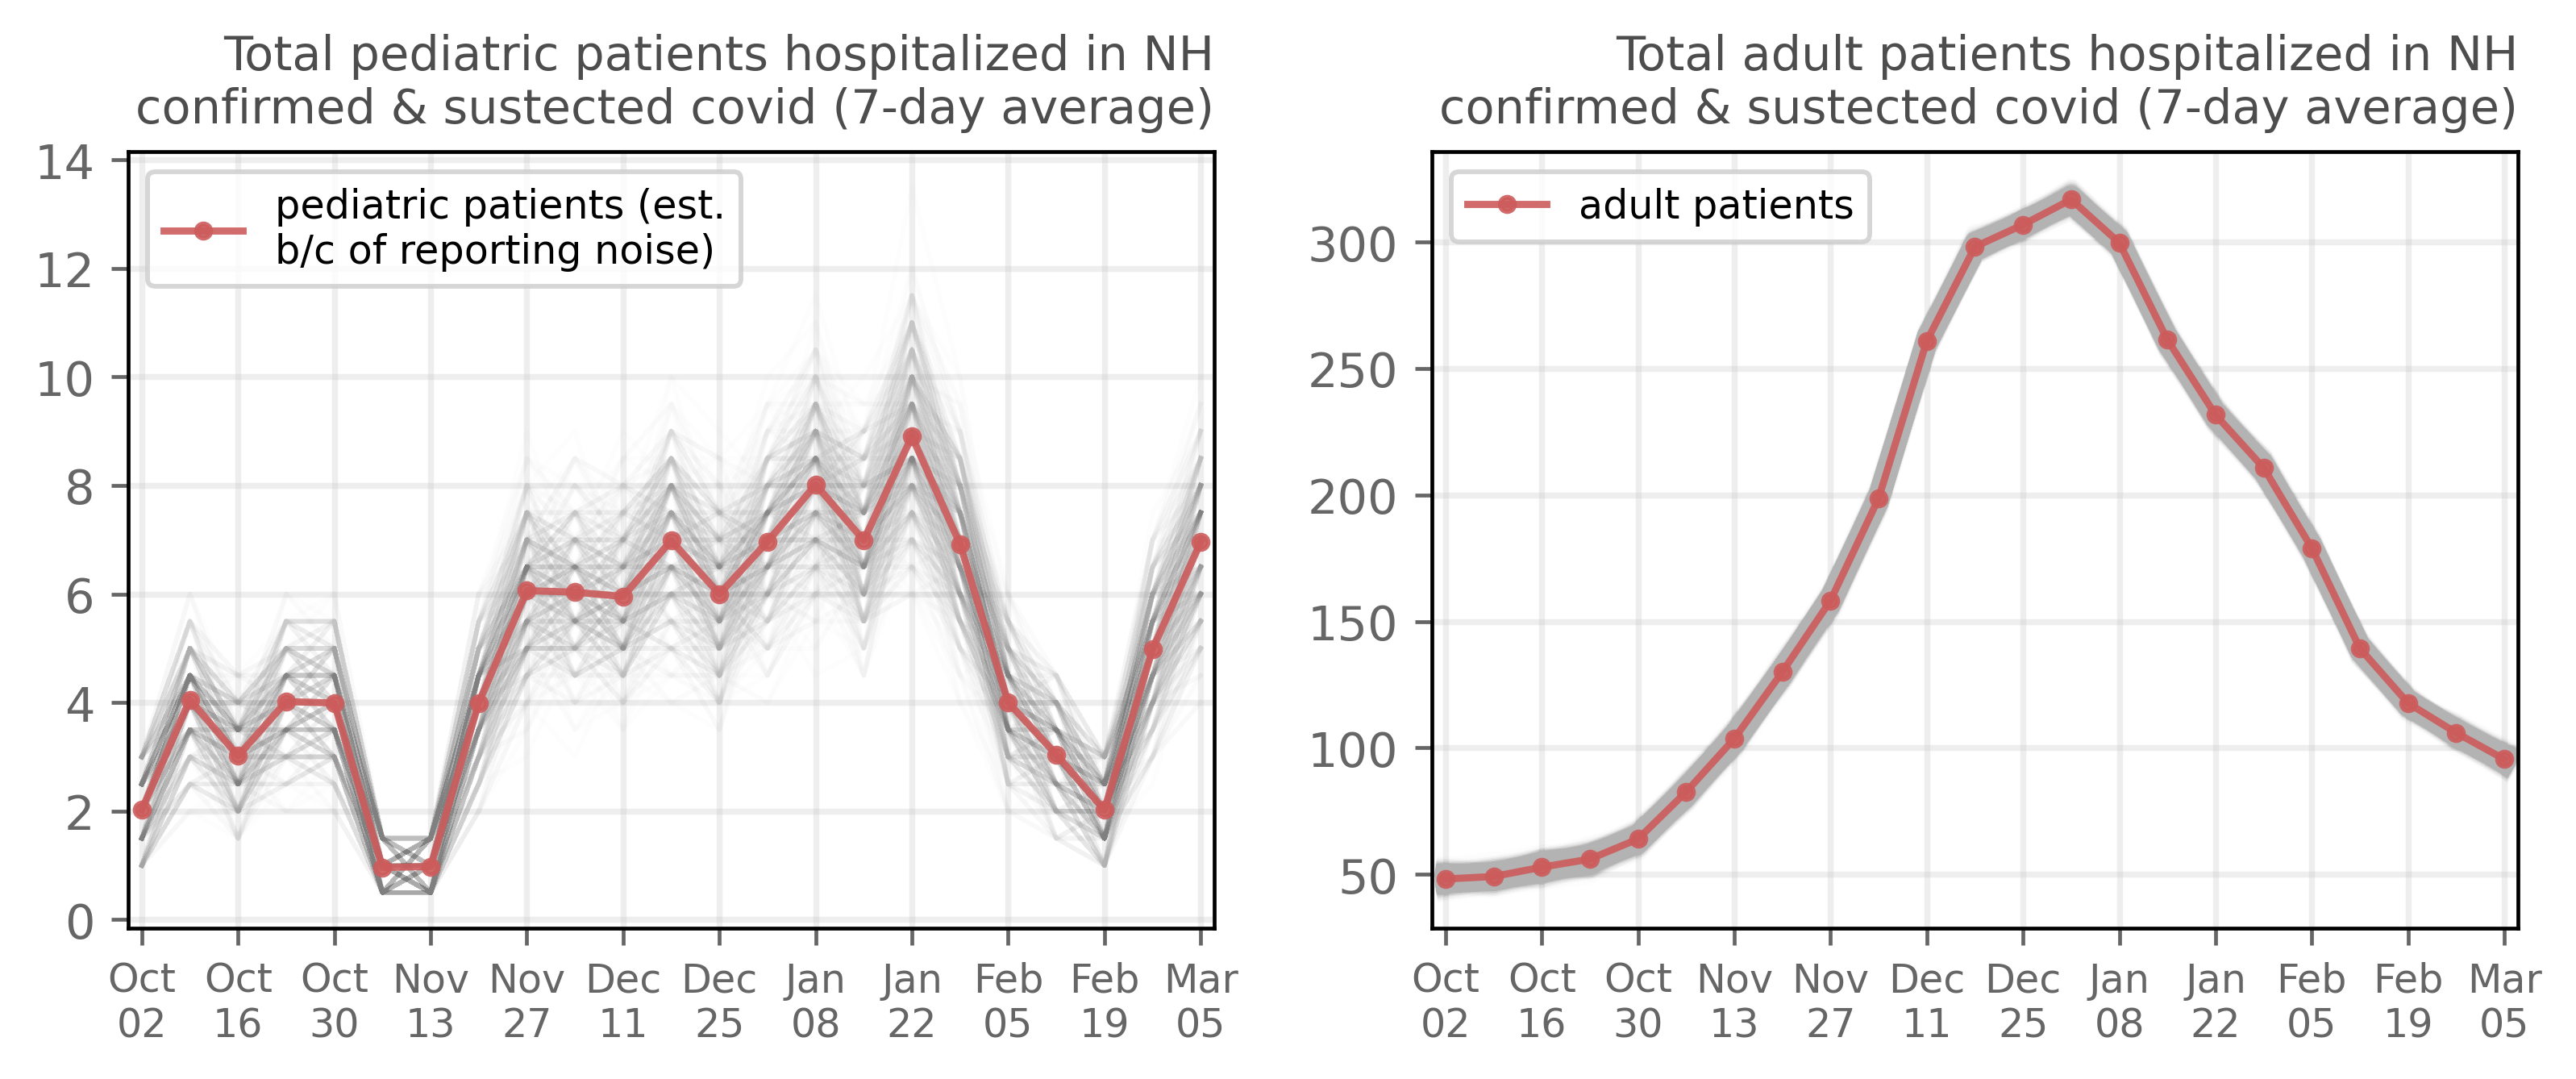 Total pediatric patients hospitalized in NH
confirmed & sustected covid (7-day average)
14
12
10
8
6
4
2
0
pediatric patients (est.
b/c of reporting noise)
Oct Oct Oct Nov Nov Dec Dec Jan Jan Feb Feb Mar
02 16 30 13 27 11 25 08 22 05 19 05
Total adult patients hospitalized in NH
confirmed & sustected covid (7-day average)
300
250
200
150
100
50
adult patients
Oct Oct Oct Nov Nov Dec Dec Jan Jan Feb Feb Mar
02 16 30 13 27 11 25 08 22 05 19 05